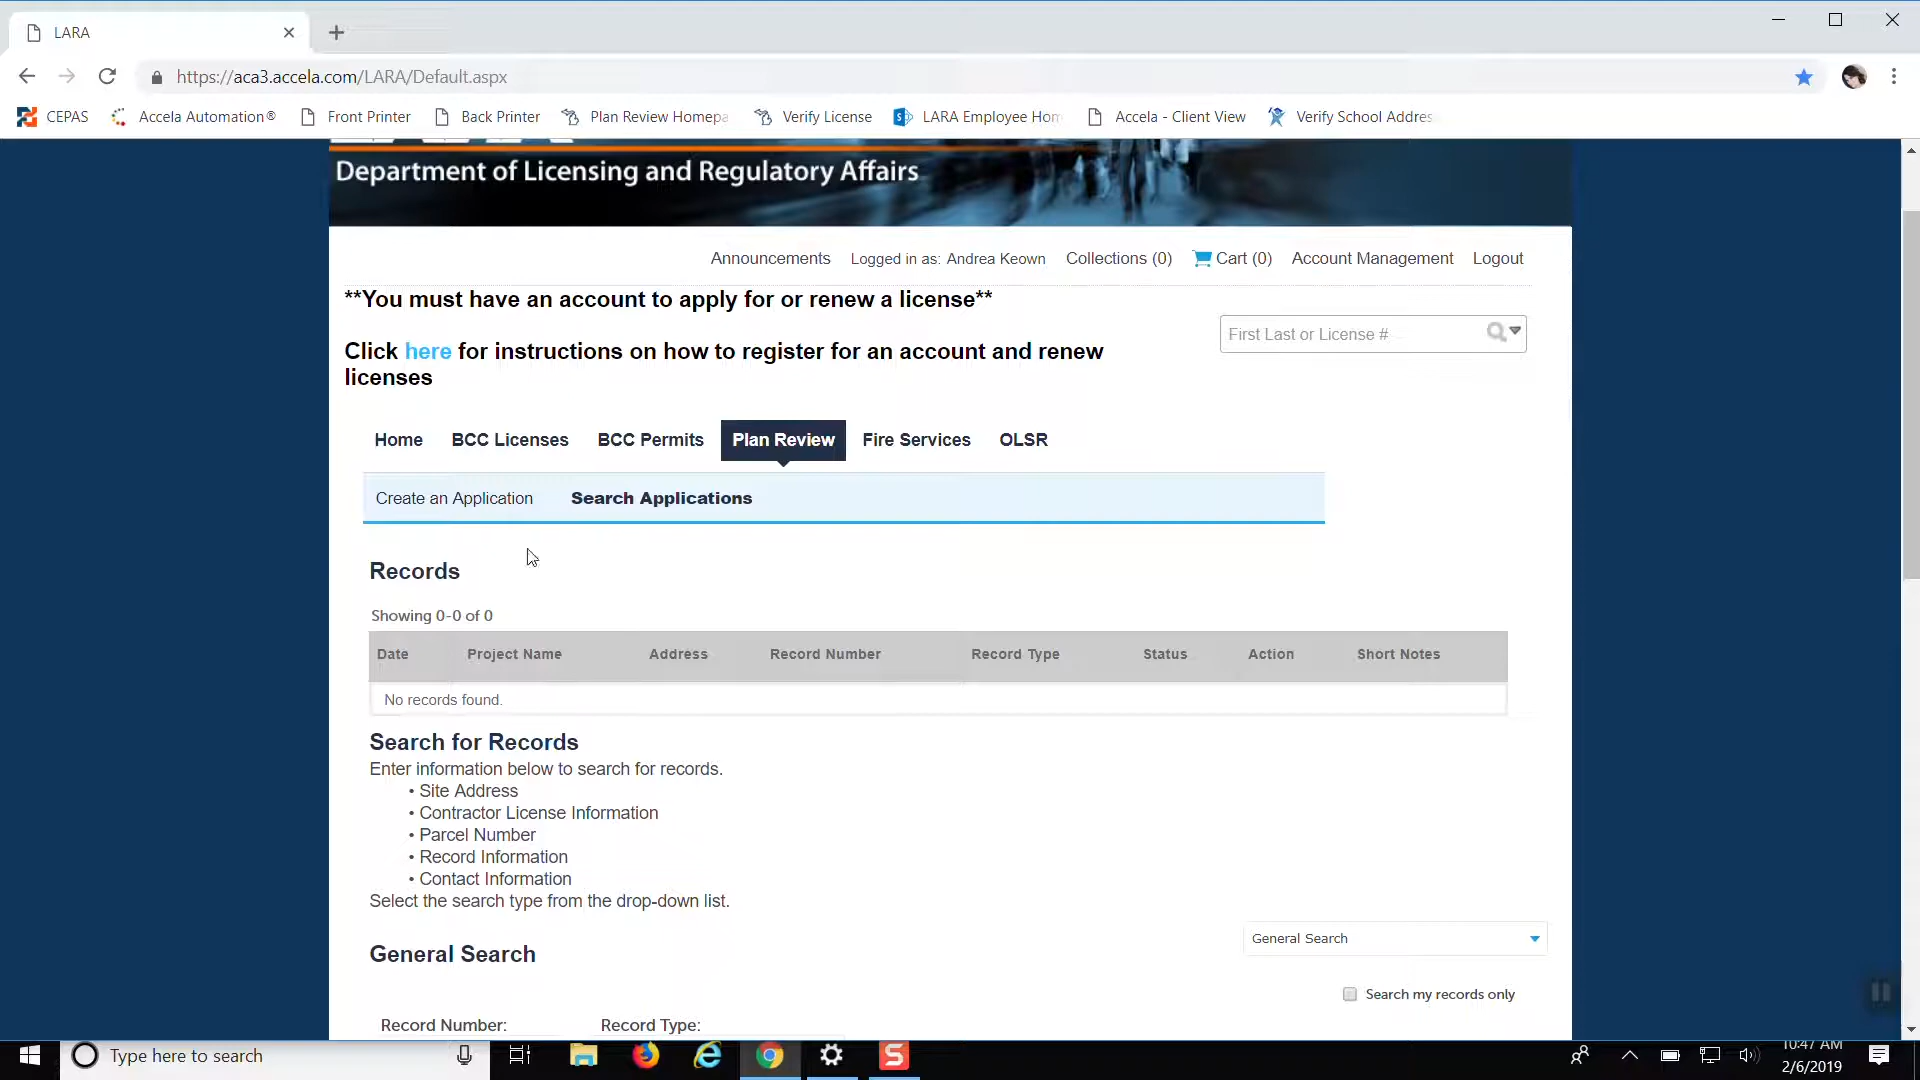 LARA
https://aca3.accela.com/LARA/Default.aspx
CEPAS Accela Automation® Front Printer Back Printer Plan Review Homepa Verify License LARA Employee Hom Accela - Client View Verify School Addres
Department of Licensing and Regulatory Affairs
Announcements Logged in as: Andrea Keown Collections (0) Cart (0) Account Management Logout
**You must have an account to apply for or renew a license**
First Last or License #
Click here for instructions on how to register for an account and renew
licenses
Home BCC Licenses BCC Permits Plan Review Fire Services OLSR
Create an Application Search Applications
Records
Showing 0-0 of 0
Date Project Name Address Record Number Record Type Status Action Short Notes
No records found.
Search for Records
Enter information below to search for records.
• Site Address
• Contractor License Information
• Parcel Number
• Record Information
• Contact Information
Select the search type from the drop-down list.
General Search
General Search
Search my records only
Record Number: Record Type:
Type here to search
10:47 AM
2/6/2019